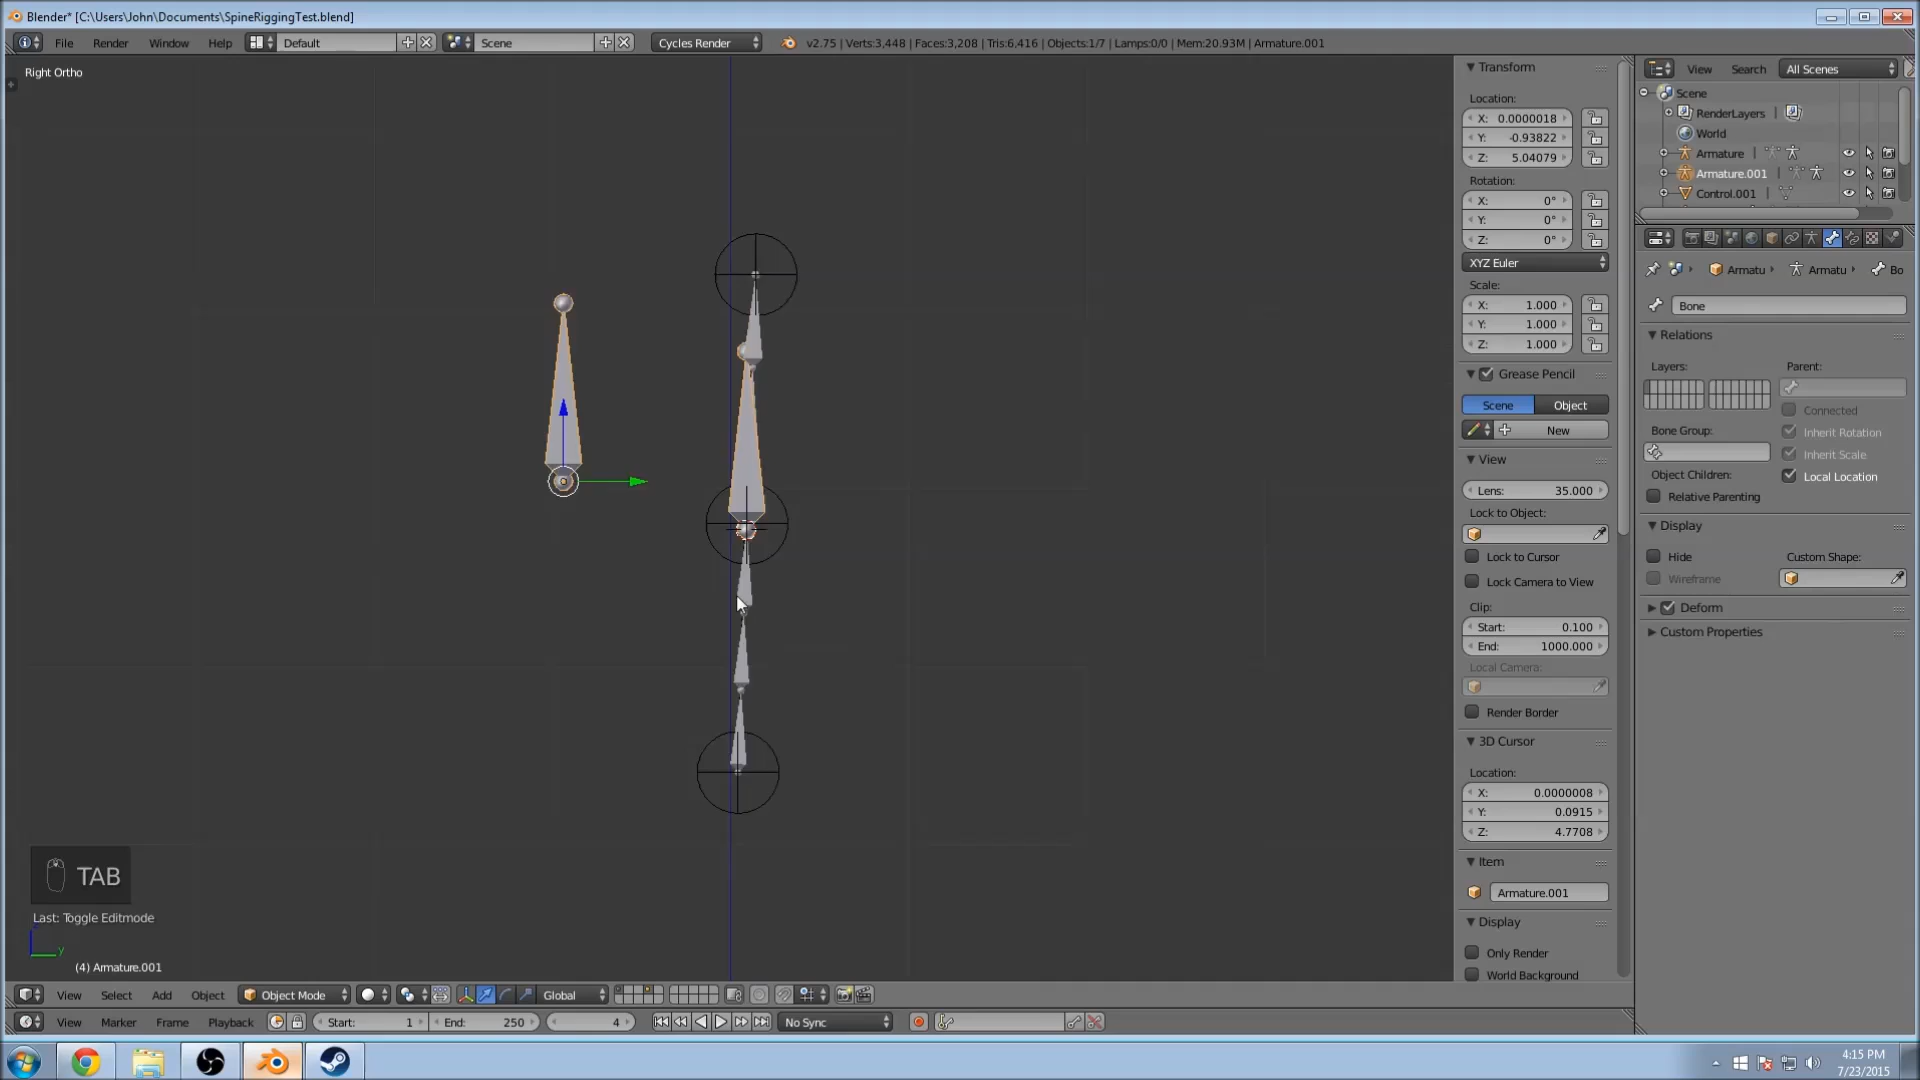 Blender* [C:\Users\John\Documents\SpineRiggingTest.blend]
File Render Window Help Default Scene Cycles Render v2.75 | Verts:3,448 | Faces:3,208 | Tris:6,416 | Objects:1/7 | Lamps:0/0 | Mem:20.93M | Armature.001
Right Ortho
Transform
Location:
X: 0.0000018
Y: -0.93822
Z: 5.04079
Rotation:
X: 0°
Y: 0°
Z: 0°
XYZ Euler
Scale:
X: 1.000
Y: 1.000
Z: 1.000
Grease Pencil
Scene Object
New
View
Lens: 35.000
Lock to Object:
Lock to Cursor
Lock Camera to View
Clip:
Start: 0.100
End: 1000.000
Local Camera:
Render Border
3D Cursor
Location:
X: 0.0000008
Y: 0.0915
Z: 4.7708
Item
Armature.001
Display
Only Render
World Background
View Search All Scenes
Scene
RenderLayers
World
Armature
Armature.001
Control.001
Armatu Armatu Bo
Bone
Relations
Layers: Parent:
Connected
Bone Group: Inherit Rotation
Inherit Scale
Object Children: Local Location
Relative Parenting
Display
Hide Custom Shape:
Wireframe
Deform
Custom Properties
TAB
Last: Toggle Editmode
z
y
(4) Armature.001
View Select Add Object Object Mode Global
View Marker Frame Playback Start: 1 End: 250 4 No Sync
4:15 PM
7/23/2015